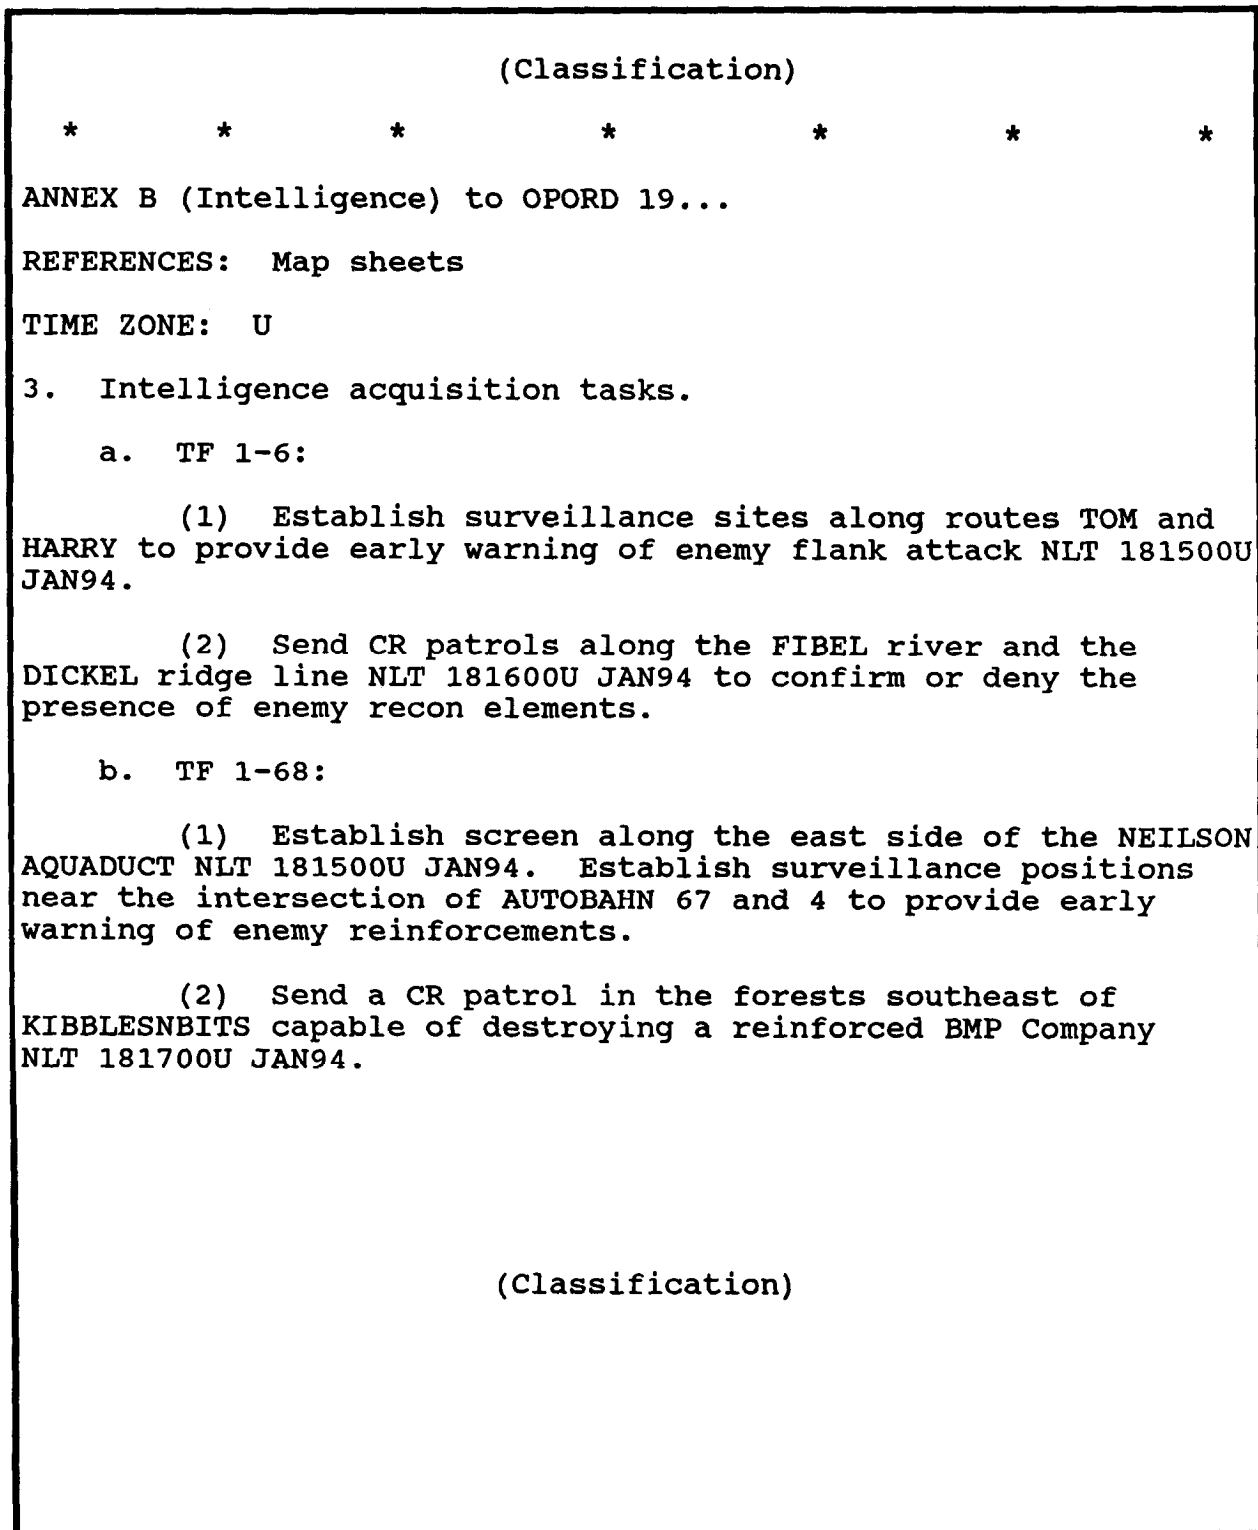 (Classification)
* * * * * * *
ANNEX B (Intelligence) to OPORD 19...
REFERENCES: Map sheets
TIME ZONE: U
3. Intelligence acquisition tasks.
a. TF 1-6:
(1) Establish surveillance sites along routes TOM and
HARRY to provide early warning of enemy flank attack NLT 181500U
JAN94.
(2) Send CR patrols along the FIBEL river and the
DICKEL ridge line NLT 181600U JAN94 to confirm or deny the
presence of enemy recon elements.
b. TF 1-68:
(1) Establish screen along the east side of the NEILSON
AQUADUCT NLT 181500U JAN94. Establish surveillance positions
near the intersection of AUTOBAHN 67 and 4 to provide early
warning of enemy reinforcements.
(2) Send a CR patrol in the forests southeast of
KIBBLESNBITS capable of destroying a reinforced BMP Company
NLT 181700U JAN94.
(Classification)